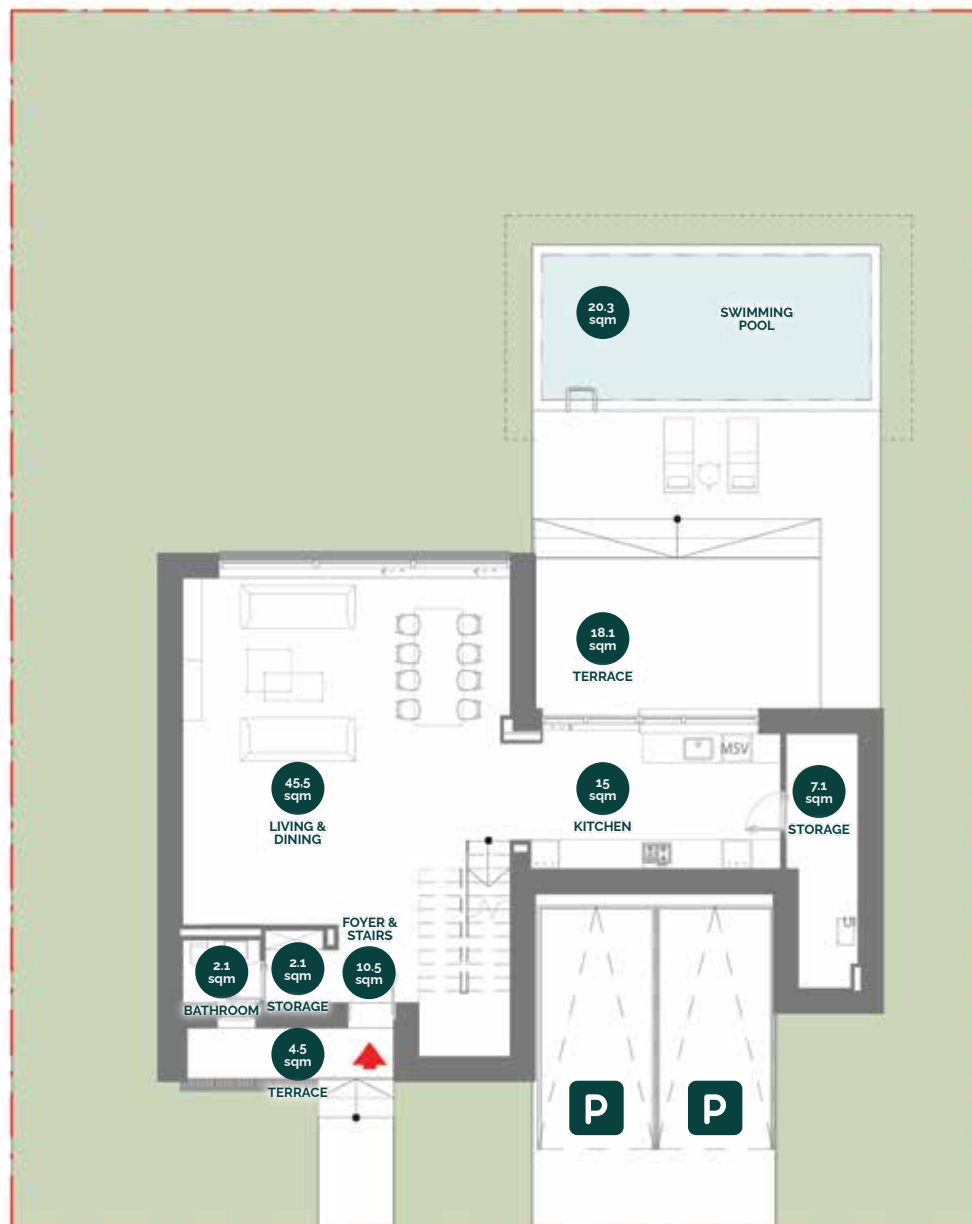 20.3
sqm
SWIMMING
POOL
18.1
sqm
TERRACE
MSV
45.5
sqm
LIVING &
DINING
15
sqm
KITCHEN
7.1
sqm
STORAGE
FOYER &
STAIRS
2.1
sqm
BATHROOM
2.1
sqm
STORAGE
10.5
sqm
4.5
sqm
TERRACE
P
P